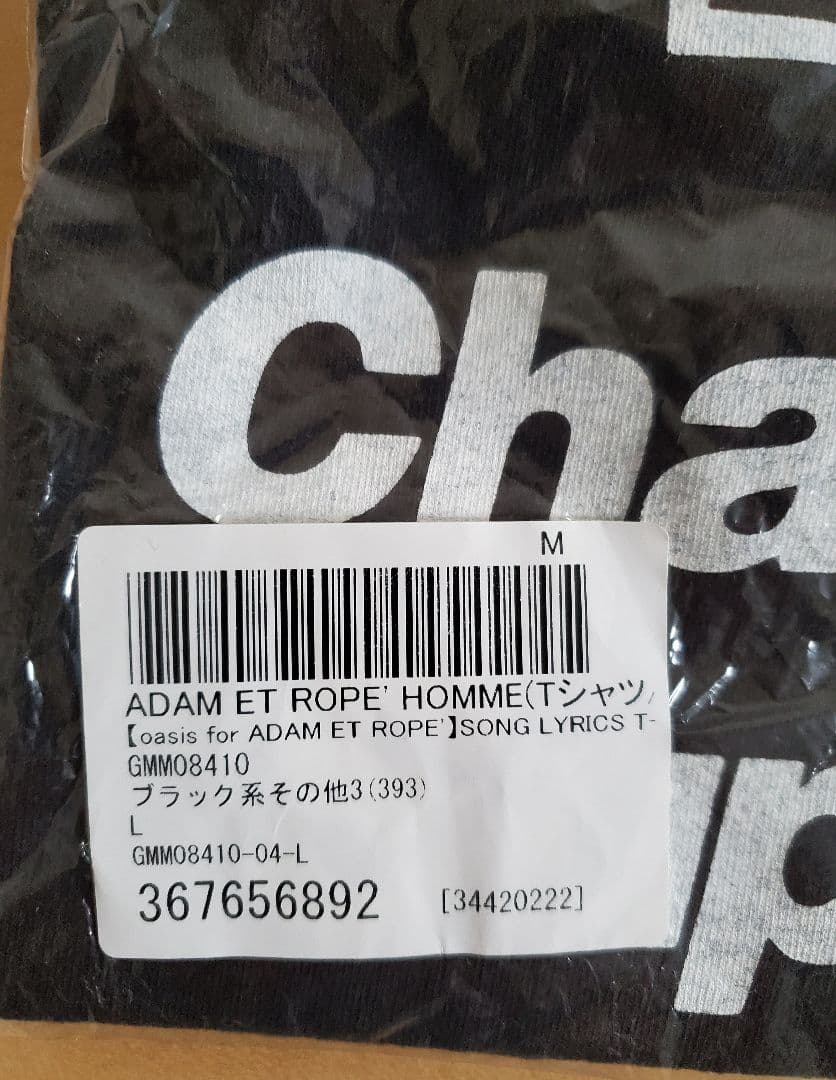 Cha
M
ADAM ET ROPE' HOMME(Tシャツ/
【oasis for ADAM ET ROPE'】SONG LYRICS T-
GMM08410
ブラック系その他3(393)
L
GMM08410-04-L
367656892 [34420222]
p